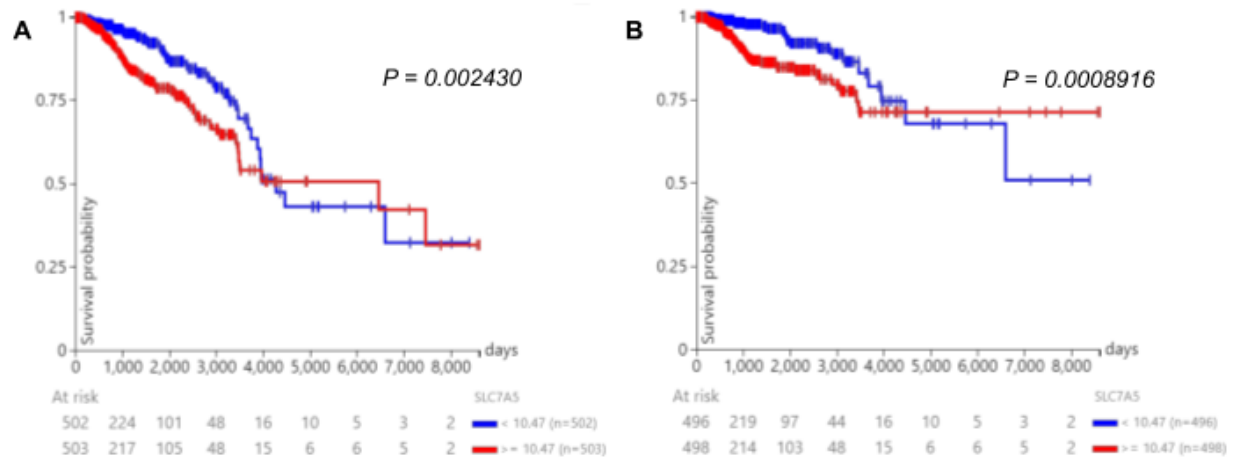 A
P = 0.002430
1
0.75
0.5
0.25
0
Survival probability
0 1,000 2,000 3,000 4,000 5,000 6,000 7,000 8,000 days
At risk
SLC7A5
502 224 101 48 16 10 5 3 2 < 10.47 (n=502)
503 217 105 48 15 6 6 5 2 >= 10.47 (n=503)
B
P = 0.0008916
1
0.75
0.5
0.25
0
Survival probability
0 1,000 2,000 3,000 4,000 5,000 6,000 7,000 8,000 days
At risk
SLC7A5
496 219 97 44 16 10 5 3 2 < 10.47 (n=496)
498 214 103 48 15 6 6 5 2 >= 10.47 (n=498)